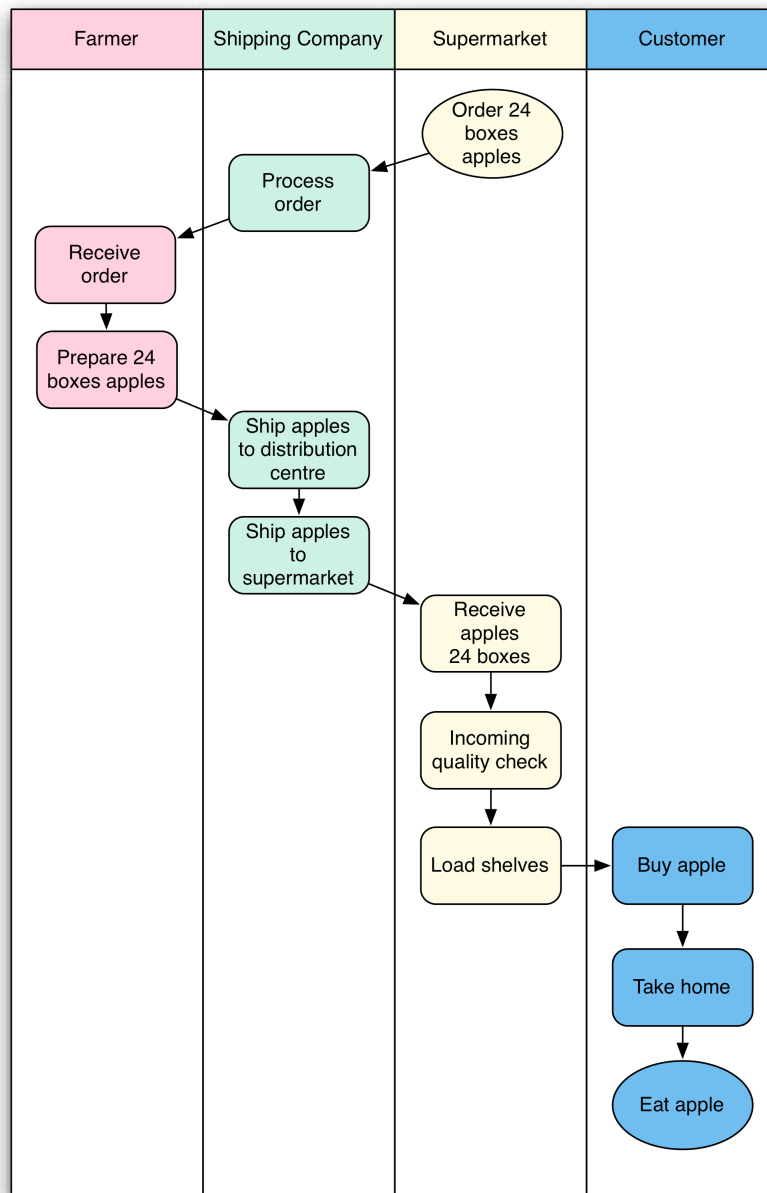 Farmer
Shipping Company
Supermarket
Customer
Order 24
boxes
apples
Process
order
Receive
order
Prepare 24
boxes apples
Ship apples
to distribution
centre
Ship apples
to
supermarket
Receive
apples
24 boxes
Incoming
quality check
Load shelves
Buy apple
Take home
Eat apple